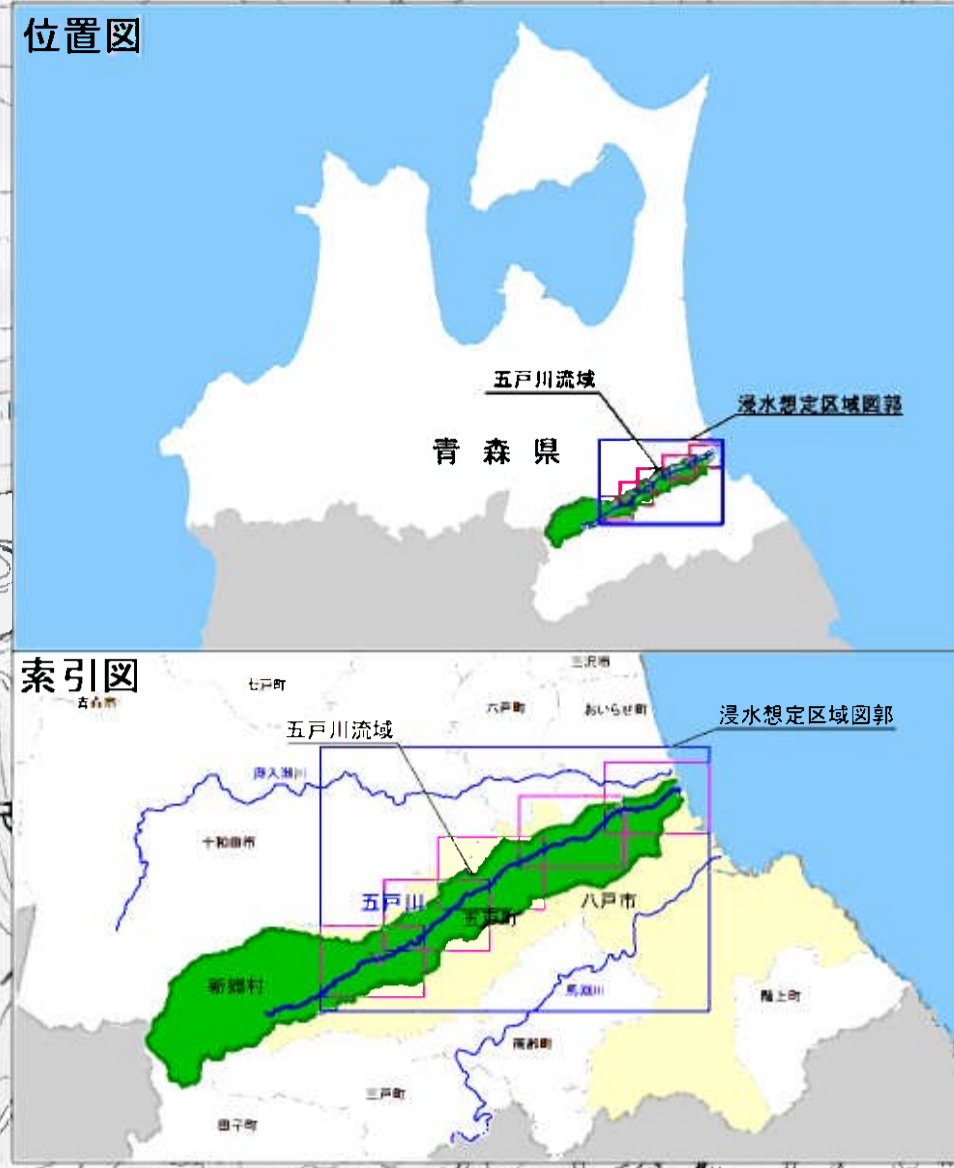 位置図
五戸川流域
浸水想定区域図郭
青森県
索引図
三沢市
七戸町
六戸町
おいらせ町
浸水想定区域図郭
五戸川流域
十和田市
五戸川
五戸町
八戸市
新郷村
馬淵川
階上町
南部町
三戸町
田子町